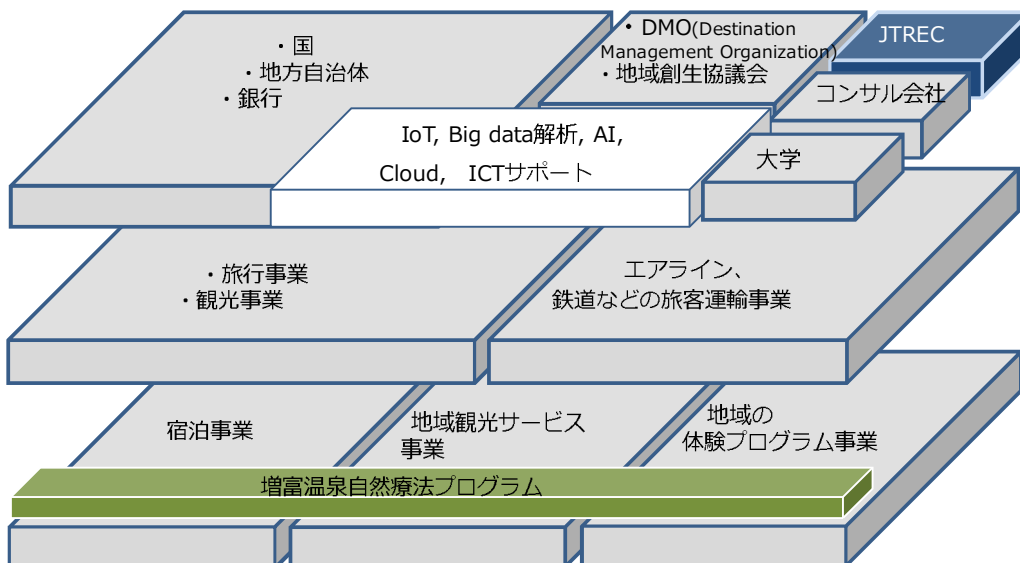 ・国
・地方自治体
・銀行
・DMO(Destination
Management Organization)
・地域創生協議会
JTREC
コンサル会社
大学
IoT, Big data解析, AI,
Cloud, ICTサポート
・旅行事業
・観光事業
エアライン、
鉄道などの旅客運輸事業
宿泊事業
地域観光サービス
事業
地域の
体験プログラム事業
増富温泉自然療法プログラム